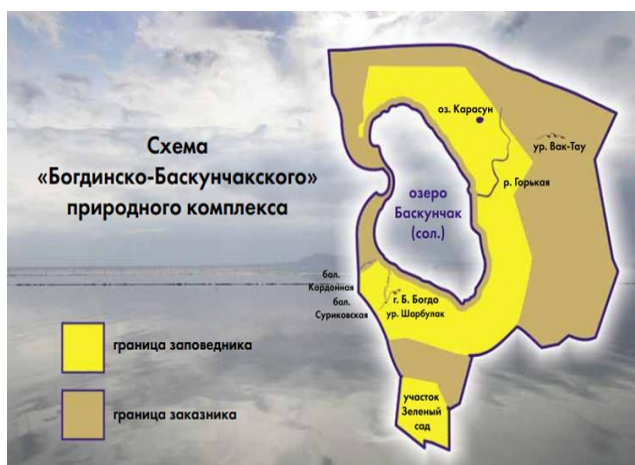 Схема
«Богдинско-Баскунчакского»
природного комплекса
оз. Карасун
ур. Вак-Тау
р. Горькая
озеро
Баскунчак
(сол.)
бал.
Кордонная
бал.
Суриковская
г. Б. Богдо
ур. Шарбулак
граница заповедника
граница заказника
участок
Зеленый
сад